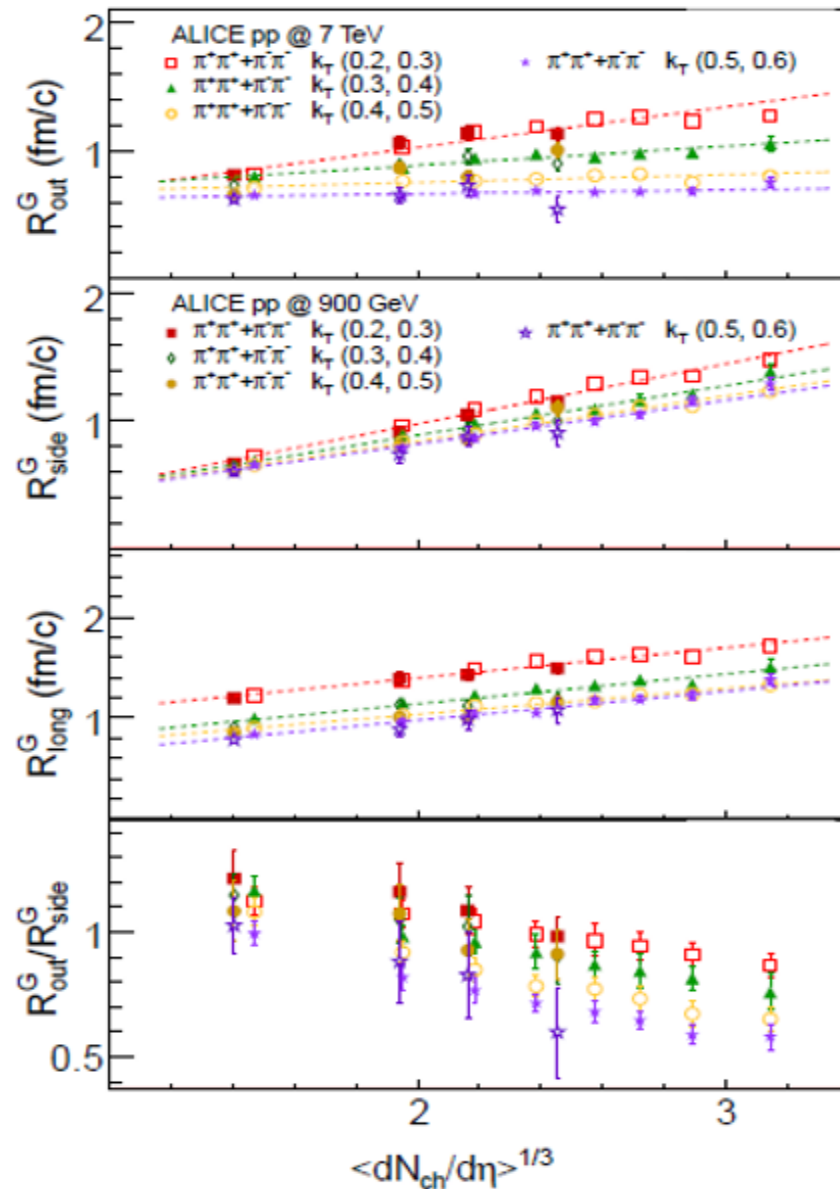 2
ALICE pp @ 7 TeV
π⁺π⁺+π⁻π⁻ k_T (0.2, 0.3)
π⁺π⁺+π⁻π⁻ k_T (0.5, 0.6)
π⁺π⁺+π⁻π⁻ k_T (0.3, 0.4)
π⁺π⁺+π⁻π⁻ k_T (0.4, 0.5)
1
R^G_out (fm/c)
2
ALICE pp @ 900 GeV
π⁺π⁺+π⁻π⁻ k_T (0.2, 0.3)
π⁺π⁺+π⁻π⁻ k_T (0.5, 0.6)
π⁺π⁺+π⁻π⁻ k_T (0.3, 0.4)
π⁺π⁺+π⁻π⁻ k_T (0.4, 0.5)
1
R^G_side (fm/c)
2
1
R^G_long (fm/c)
1
0.5
R^G_out/R^G_side
2 3
<dN_ch/dη>^1/3